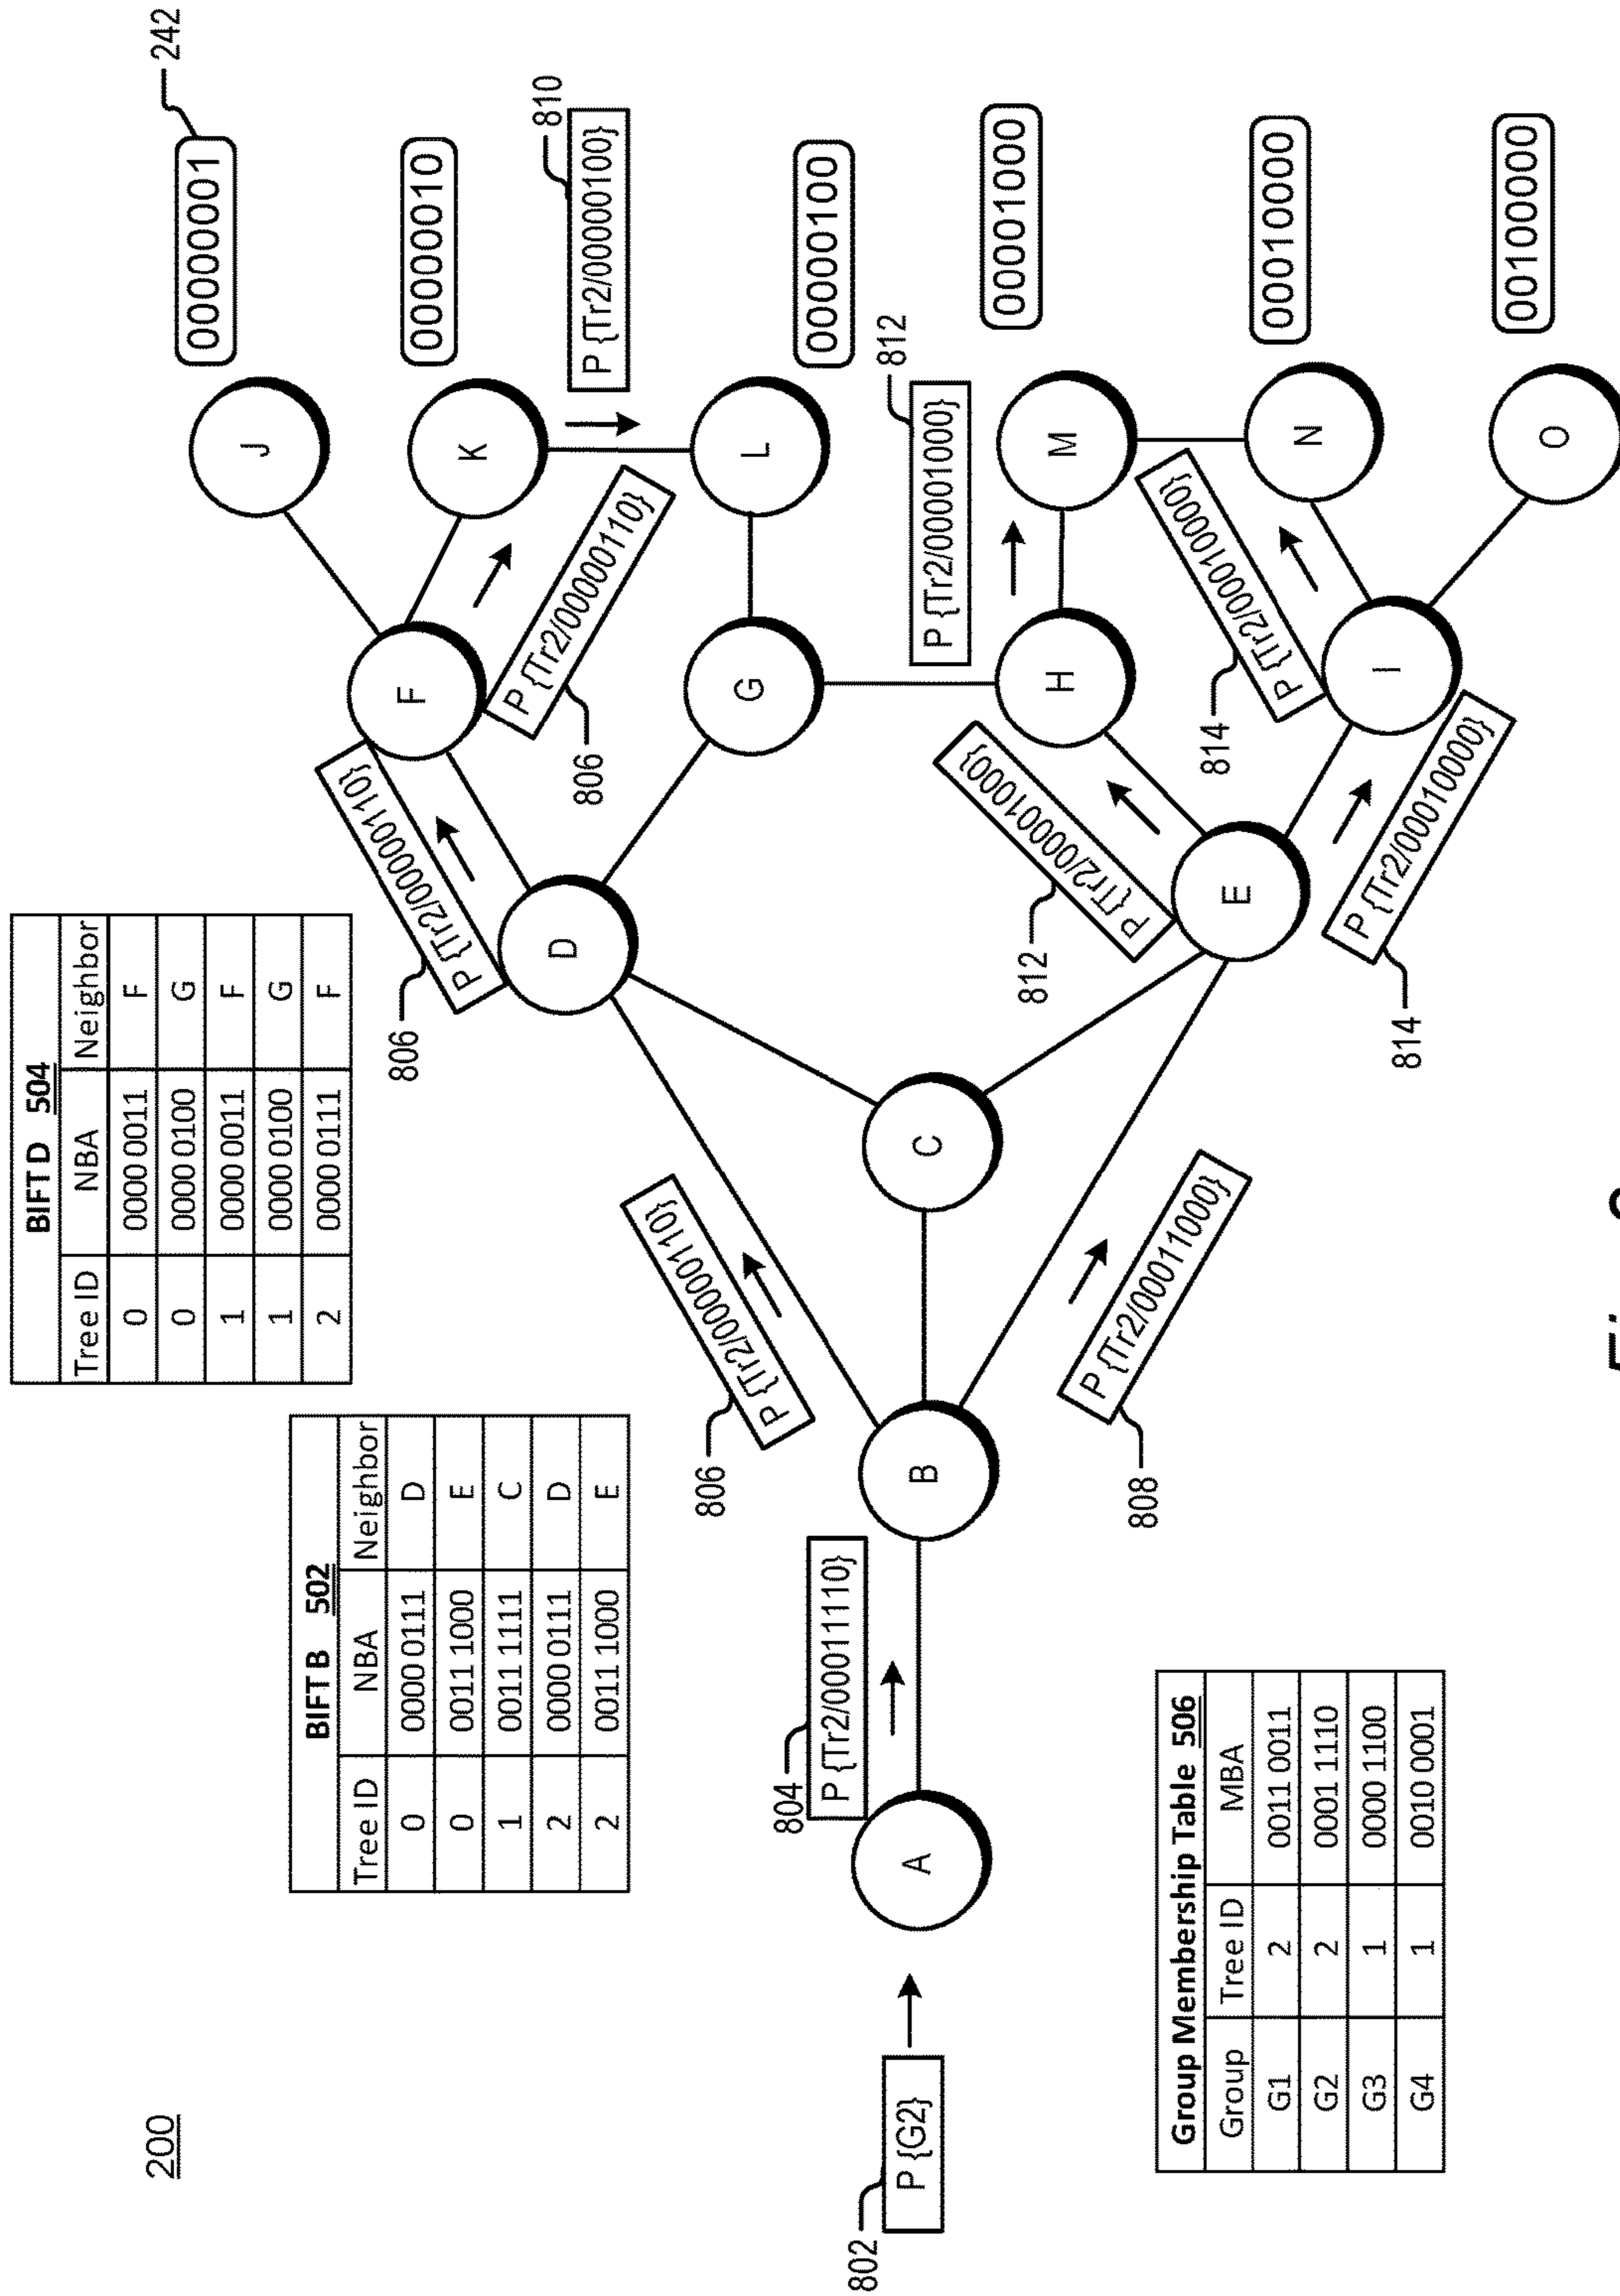 200
BIFT D 504
Tree ID NBA Neighbor
0 0000 0011 F
0 0000 0100 G
1 0000 0011 F
1 0000 0100 G
2 0000 0111 F
BIFT B 502
Tree ID NBA Neighbor
0 0000 0111 D
0 0011 1000 E
1 0011 1111 C
2 0000 0111 D
2 0011 1000 E
242
00000001
J
806
P {Tr2/00000110}
F
00000010
K
810
P {Tr2/00000100}
806
P {Tr2/00000110}
D
806
P {Tr2/00000110}
G
L
00000100
804
P {Tr2/00011110}
802
P {G2}
A
B
C
812
P {Tr2/00001000}
812
P {Tr2/00001000}
H
M
00001000
808
P {Tr2/00011000}
E
814
P {Tr2/00010000}
N
00010000
814
P {Tr2/00010000}
I
O
00100000
Group Membership Table 506
Group Tree ID MBA
G1 2 0011 0011
G2 2 0001 1110
G3 1 0000 1100
G4 1 0010 0001